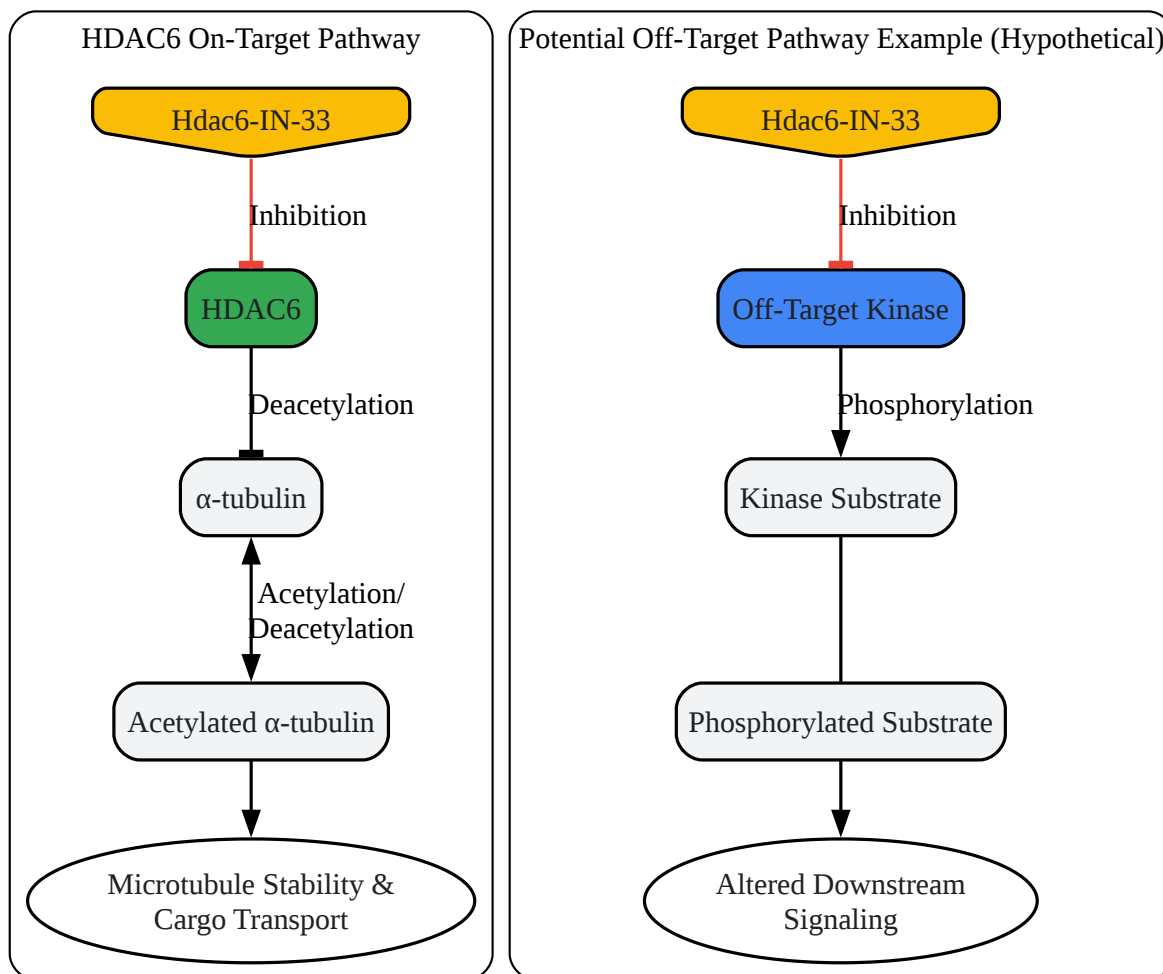 HDAC6 On-Target Pathway
Hdac6-IN-33
Inhibition
HDAC6
Deacetylation
α-tubulin
Acetylation/
Deacetylation
Acetylated α-tubulin
Microtubule Stability &
Cargo Transport
Potential Off-Target Pathway Example (Hypothetical)
Hdac6-IN-33
Inhibition
Off-Target Kinase
Phosphorylation
Kinase Substrate
Phosphorylated Substrate
Altered Downstream
Signaling